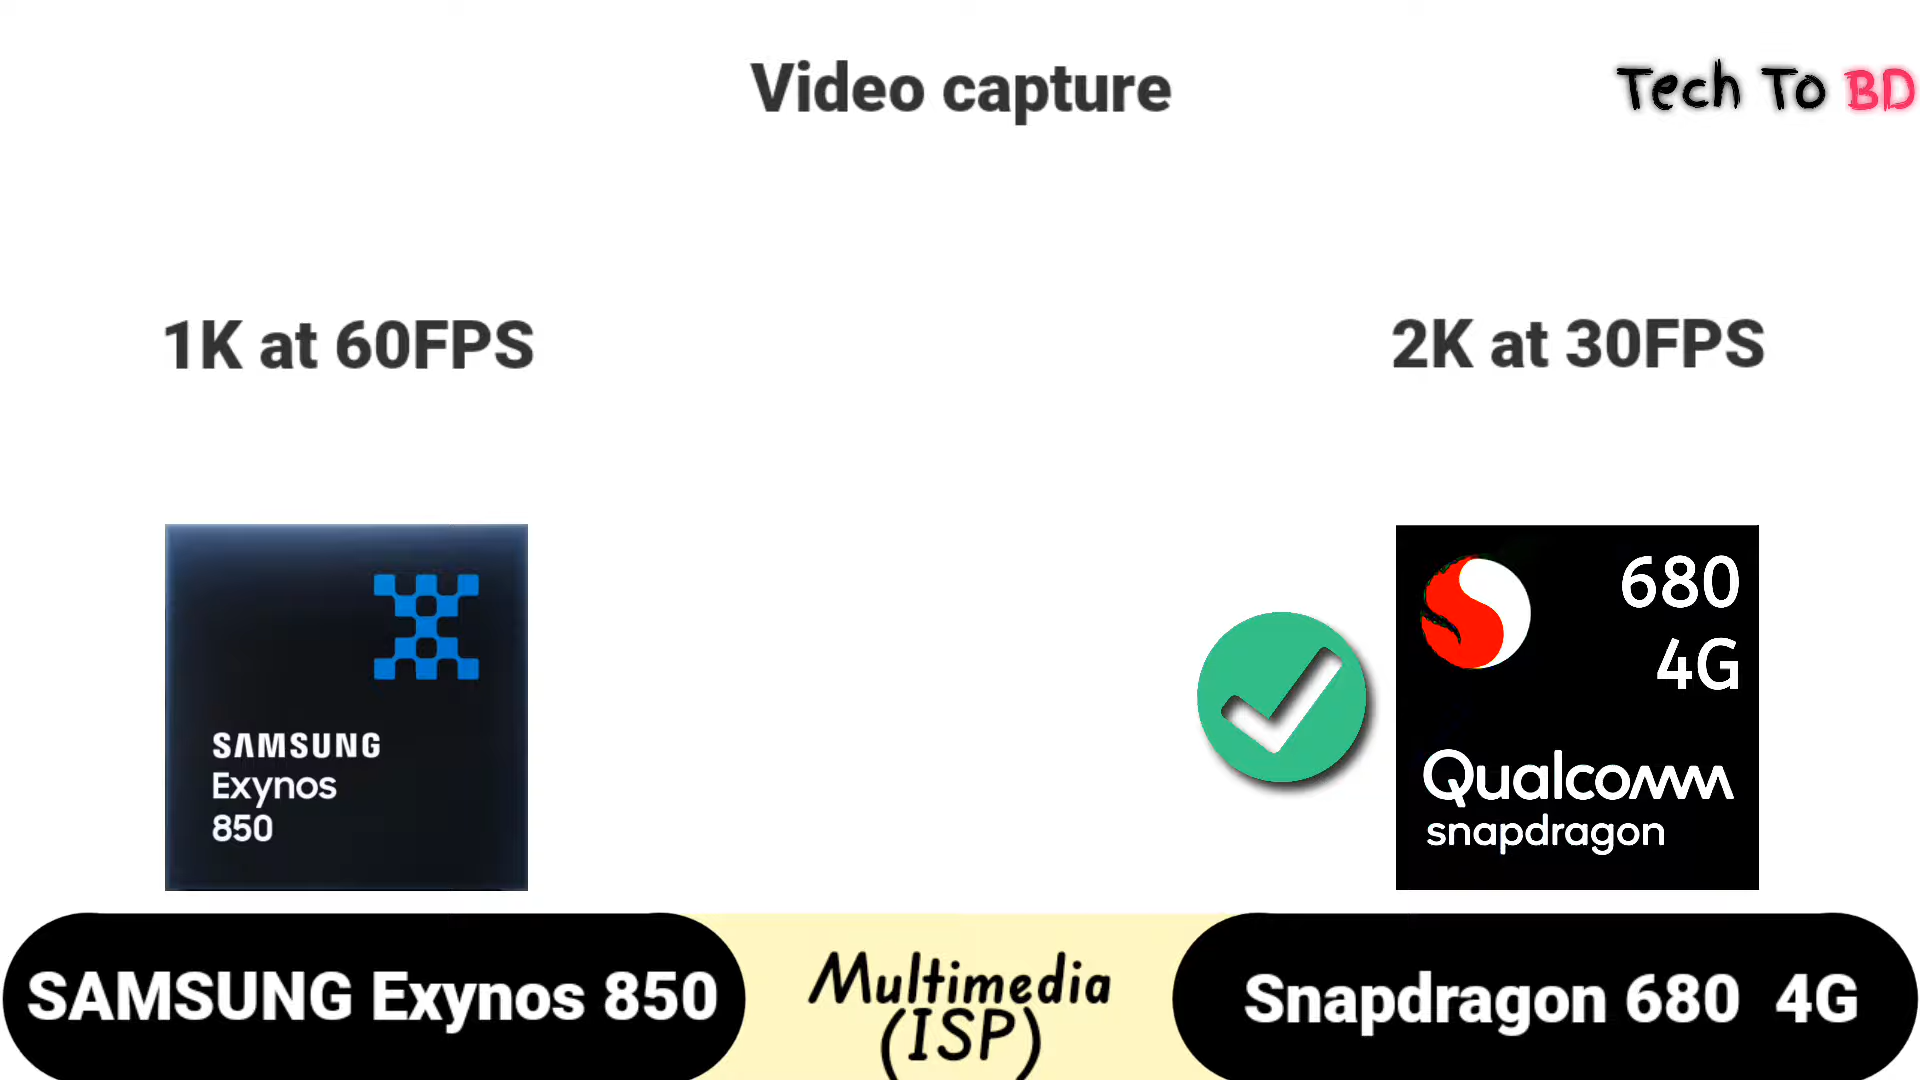 Video capture
Tech To BD
1K at 60FPS
2K at 30FPS
SAMSUNG
Exynos
850
680
4G
Qualcomm
snapdragon
SAMSUNG Exynos 850
Multimedia
(ISP)
Snapdragon 680 4G